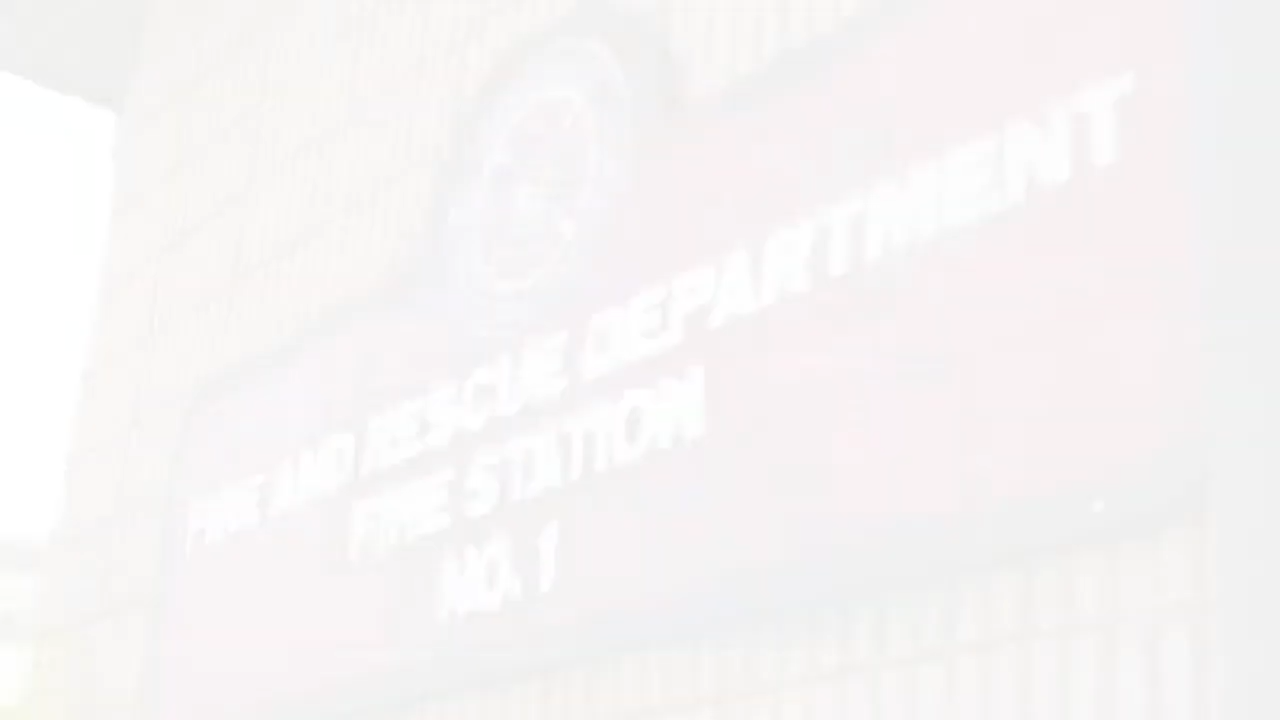 FIRE AND RESCUE DEPARTMENT
FIRE STATION
NO. 1